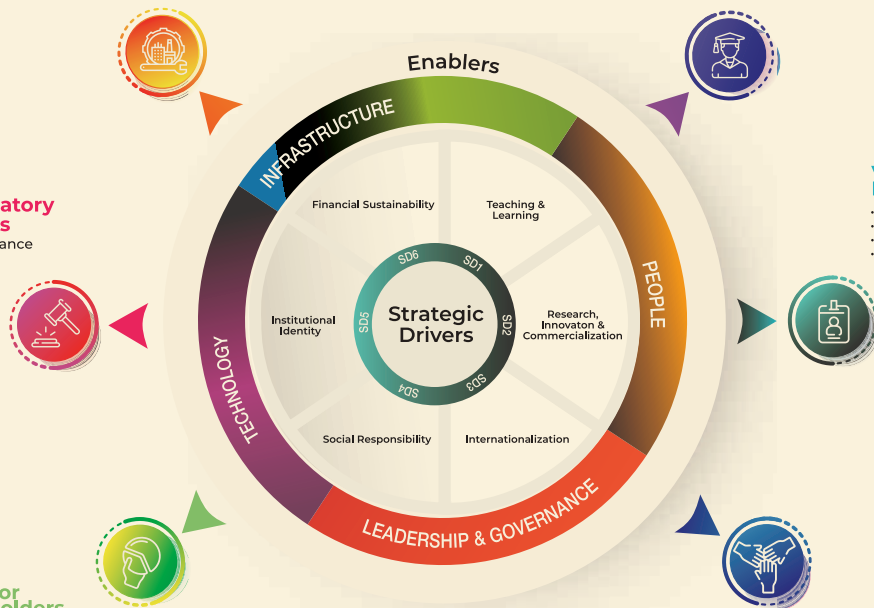 Enablers
INFRASTRUCTURE
PEOPLE
LEADERSHIP & GOVERNANCE
TECHNOLOGY
Financial Sustainability
Teaching &
Learning
Institutional
Identity
Research,
Innovaton &
Commercialization
Social Responsibility
Internationalization
SD6
SD1
SD5
SD2
SD4
SD3
Strategic
Drivers
atory
s
ance
or
olders